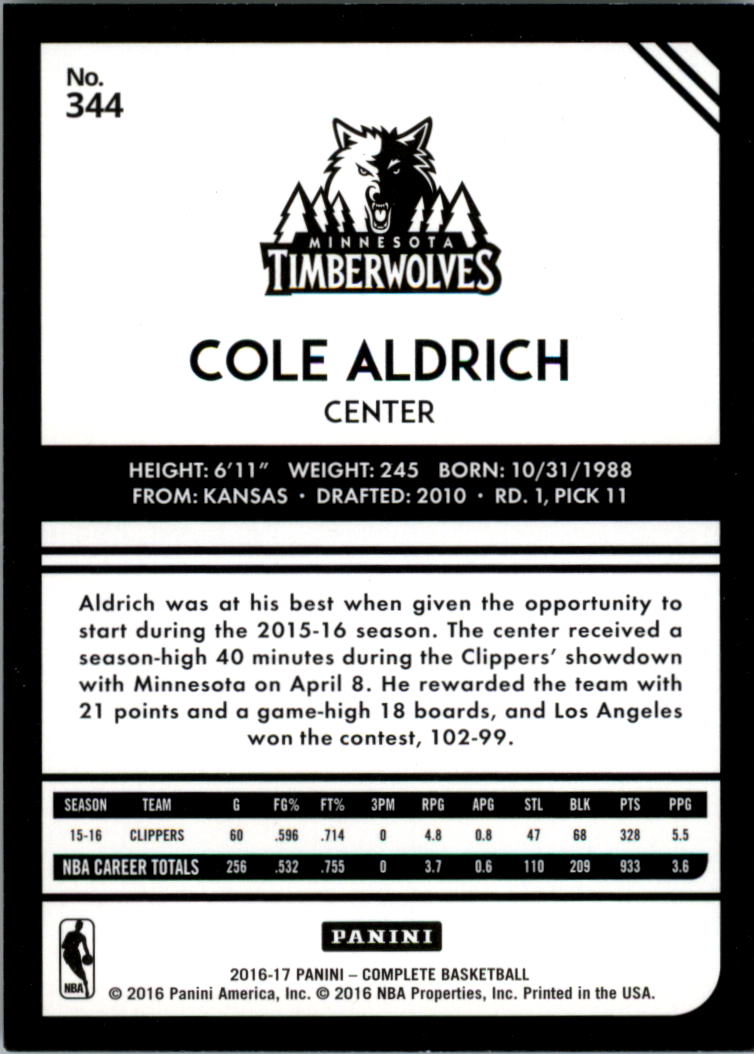 No.
344
MINNESOTA
TIMBERWOLVES
COLE ALDRICH
CENTER
HEIGHT: 6'11" WEIGHT: 245 BORN: 10/31/1988
FROM: KANSAS • DRAFTED: 2010 • RD. 1, PICK 11
Aldrich was at his best when given the opportunity to
start during the 2015-16 season. The center received a
season-high 40 minutes during the Clippers' showdown
with Minnesota on April 8. He rewarded the team with
21 points and a game-high 18 boards, and Los Angeles
won the contest, 102-99.
SEASON TEAM G FG% FT% 3PM RPG APG STL BLK PTS PPG
15-16 CLIPPERS 60 .596 .714 0 4.8 0.8 47 68 328 5.5
NBA CAREER TOTALS 256 .532 .755 0 3.7 0.6 110 209 933 3.6
PANINI
NBA
2016-17 PANINI – COMPLETE BASKETBALL
© 2016 Panini America, Inc. © 2016 NBA Properties, Inc. Printed in the USA.